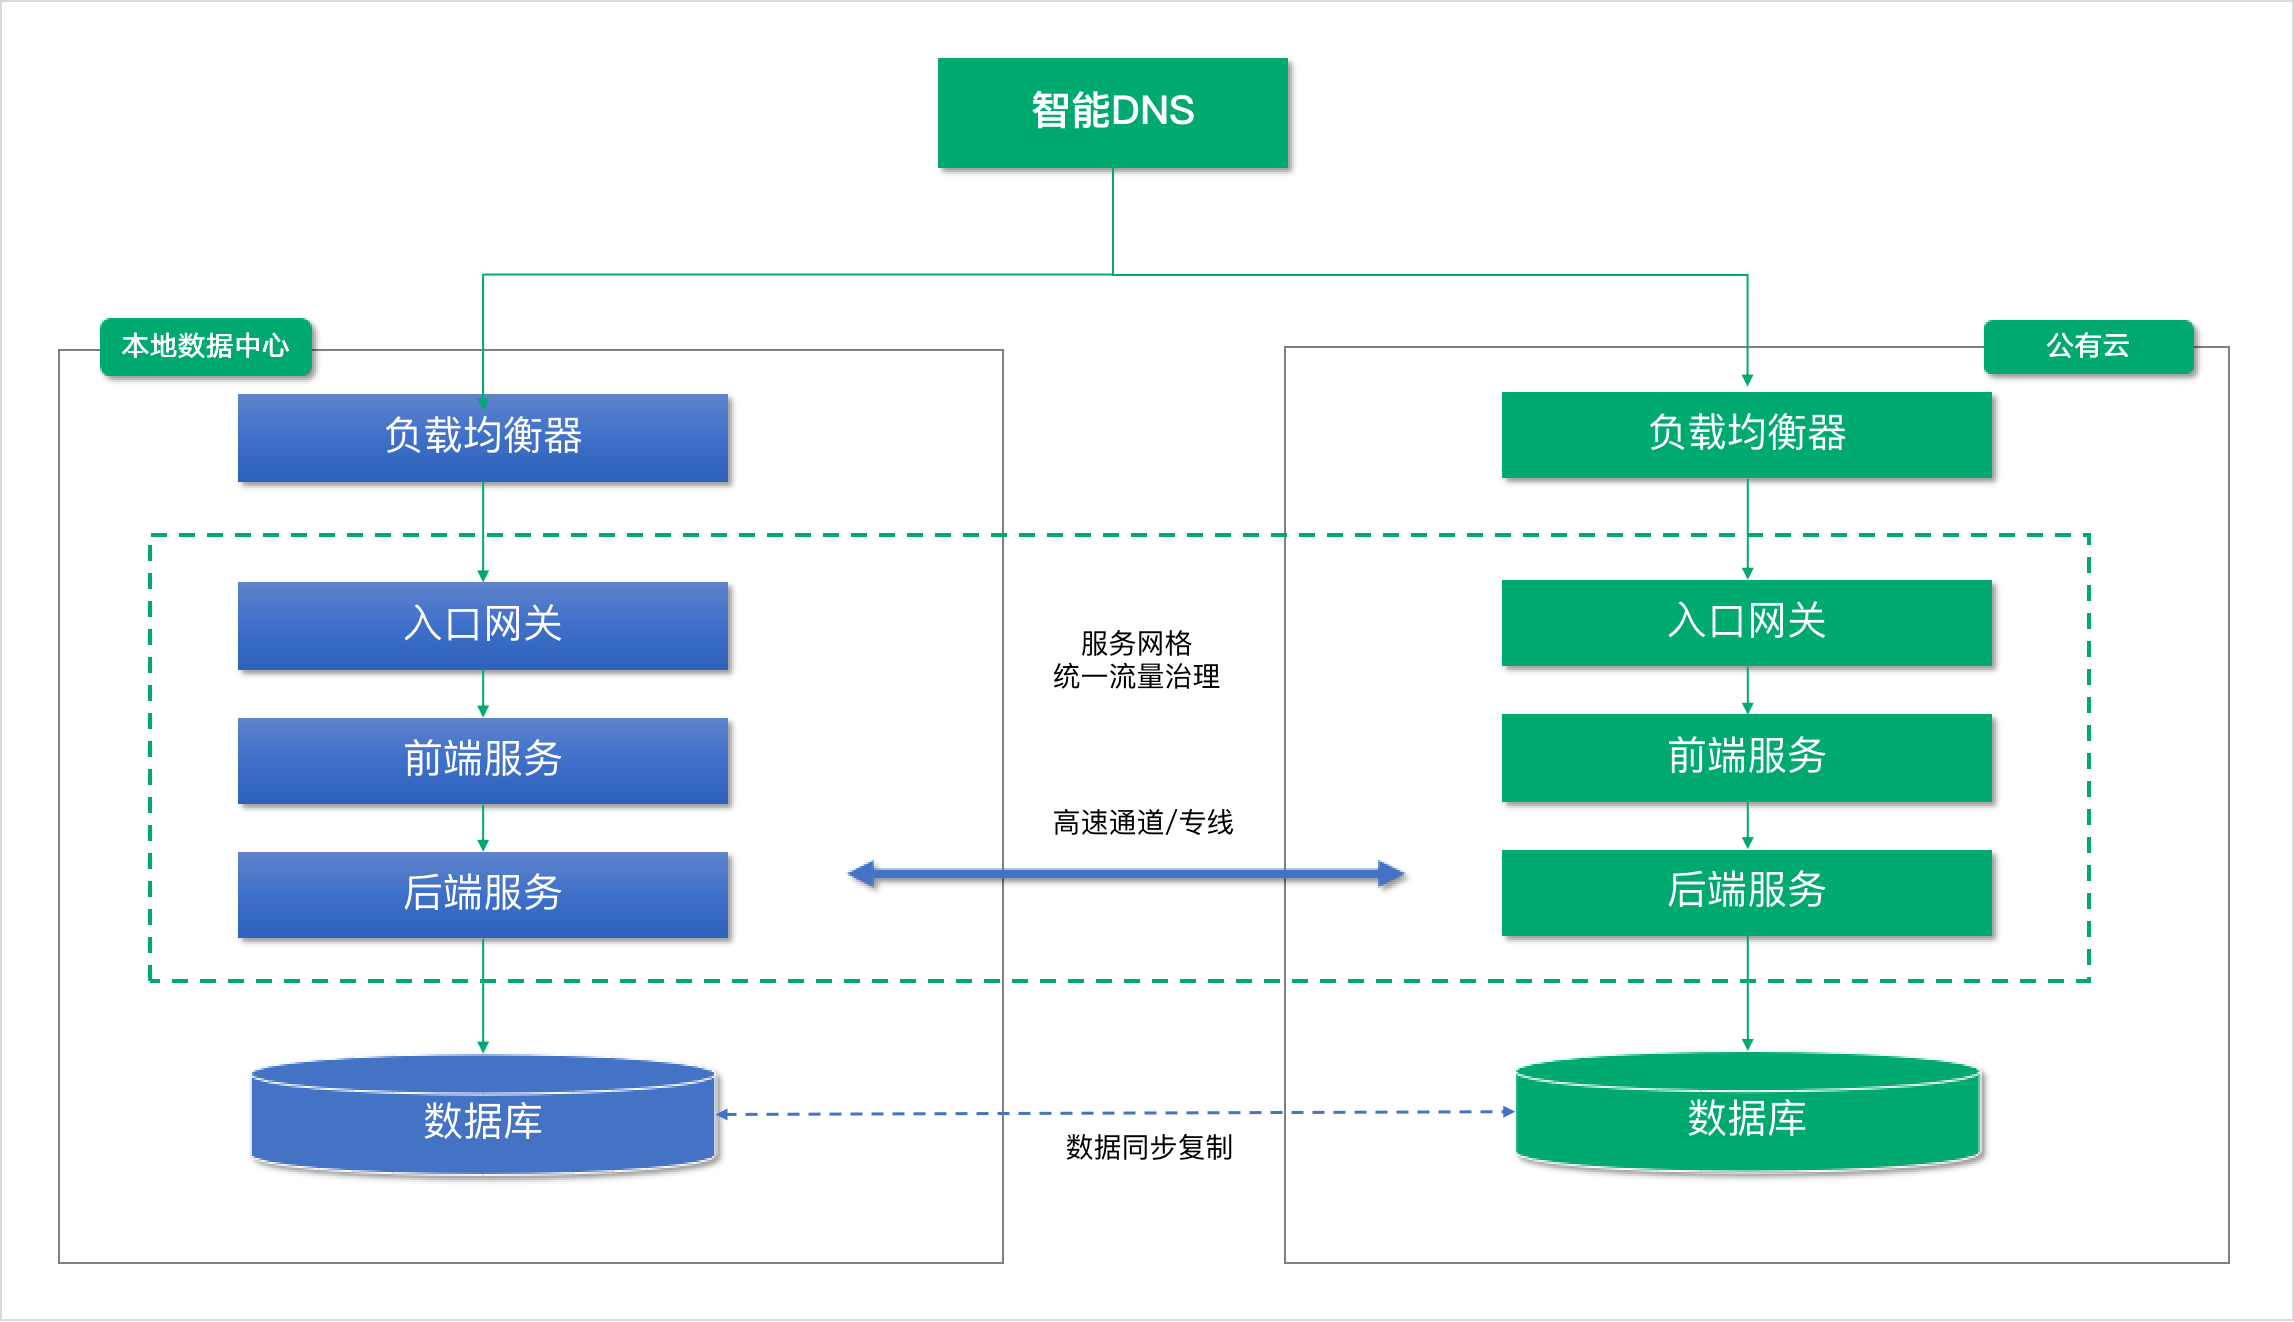 智能DNS
本地数据中心
公有云
负载均衡器
负载均衡器
入口网关
入口网关
服务网格
统一流量治理
前端服务
前端服务
高速通道/专线
后端服务
后端服务
数据库
数据库
数据同步复制